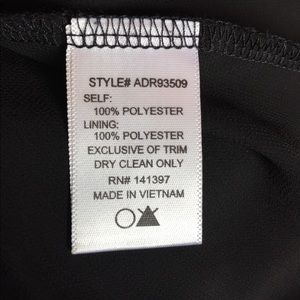 STYLE# ADR93509
SELF:
100% POLYESTER
LINING:
100% POLYESTER
EXCLUSIVE OF TRIM
DRY CLEAN ONLY
RN# 141397
MADE IN VIETNAM